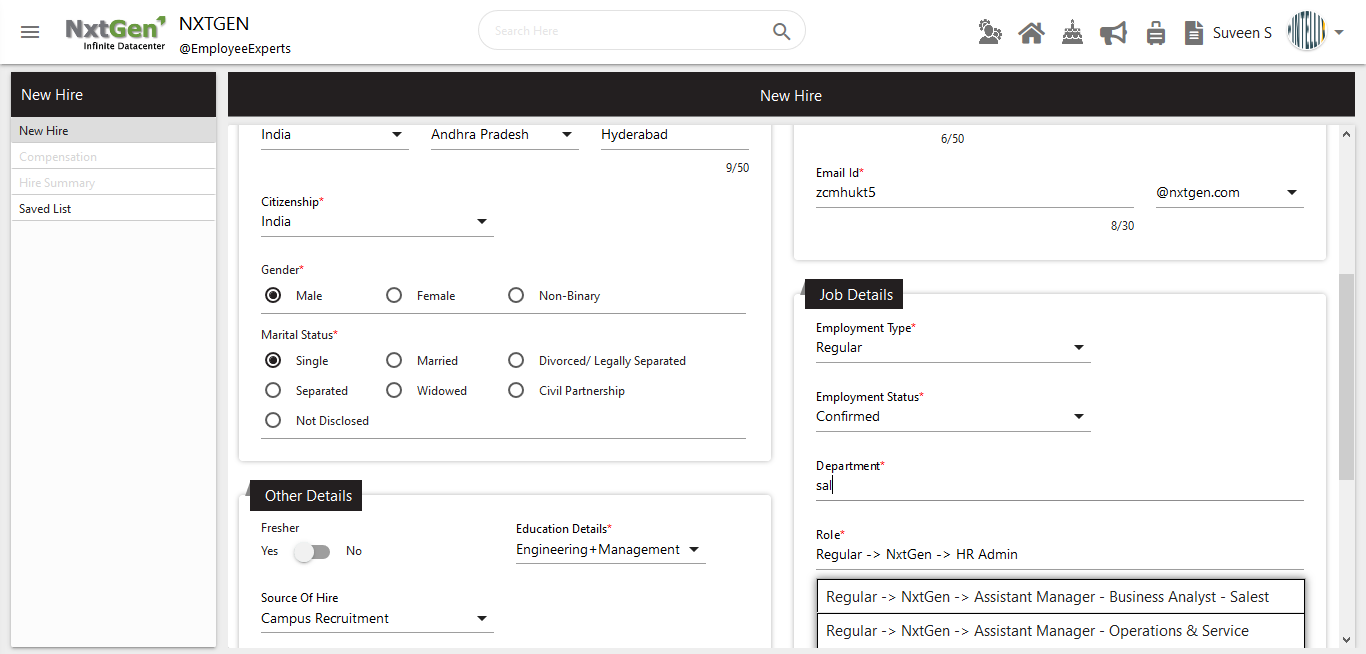 NxtGen
Infinite Datacenter
NXTGEN
@EmployeeExperts
Search Here
Suveen S
New Hire
New Hire
Compensation
Hire Summary
Saved List
New Hire
India
Andhra Pradesh
Hyderabad
9/50
Citizenship*
India
Gender*
Male
Female
Non-Binary
Marital Status*
Single
Married
Divorced/ Legally Separated
Separated
Widowed
Civil Partnership
Not Disclosed
Other Details
Fresher
Yes
No
Education Details*
Engineering+Management
Source Of Hire
Campus Recruitment
6/50
Email Id*
zcmhukt5
@nxtgen.com
8/30
Job Details
Employment Type*
Regular
Employment Status*
Confirmed
Department*
sal
Role*
Regular -> NxtGen -> HR Admin
Regular -> NxtGen -> Assistant Manager - Business Analyst - Salest
Regular -> NxtGen -> Assistant Manager - Operations & Service